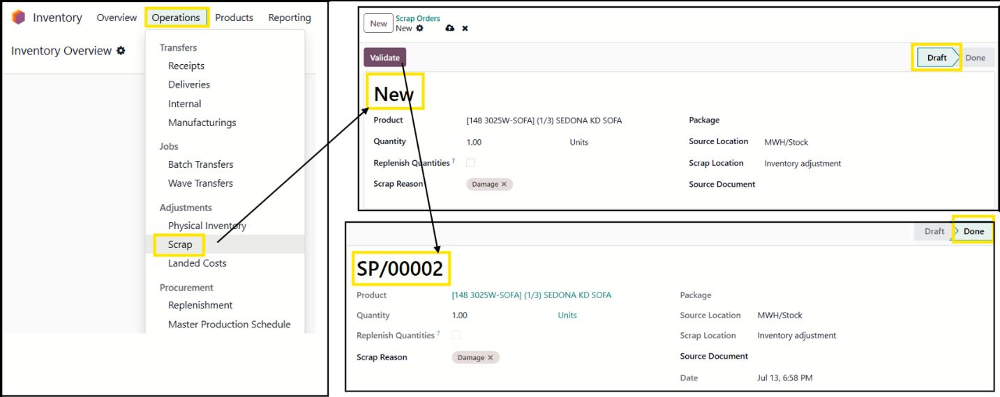 Inventory Overview Operations Products Reporting
Inventory Overview
Transfers
Receipts
Deliveries
Internal
Manufacturings
Jobs
Batch Transfers
Wave Transfers
Adjustments
Physical Inventory
Scrap
Landed Costs
Procurement
Replenishment
Master Production Schedule
New
Scrap Orders
New
Validate
Draft Done
New
Product [148 3025W-SOFA] (1/3) SEDONA KD SOFA Package
Quantity 1.00 Units Source Location MWH/Stock
Replenish Quantities ? Scrap Location Inventory adjustment
Scrap Reason Damage × Source Document
Draft Done
SP/00002
Product [148 3025W-SOFA] (1/3) SEDONA KD SOFA Package
Quantity 1.00 Units Source Location MWH/Stock
Replenish Quantities ? Scrap Location Inventory adjustment
Scrap Reason Damage × Source Document
Date Jul 13, 6:58 PM